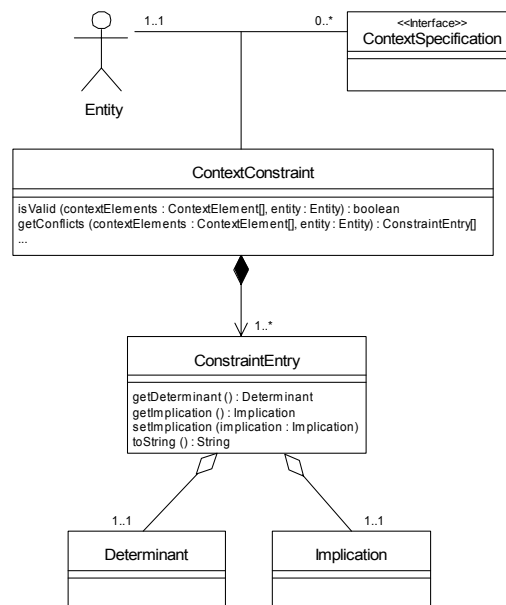 1..1
0..*
<<Interface>>
ContextSpecification
Entity
ContextConstraint
isValid (contextElements : ContextElement[], entity : Entity) : boolean
getConflicts (contextElements : ContextElement[], entity : Entity) : ConstraintEntry[]
...
1..*
ConstraintEntry
getDeterminant () : Determinant
getImplication () : Implication
setImplication (implication : Implication)
toString () : String
1..1
1..1
Determinant
Implication